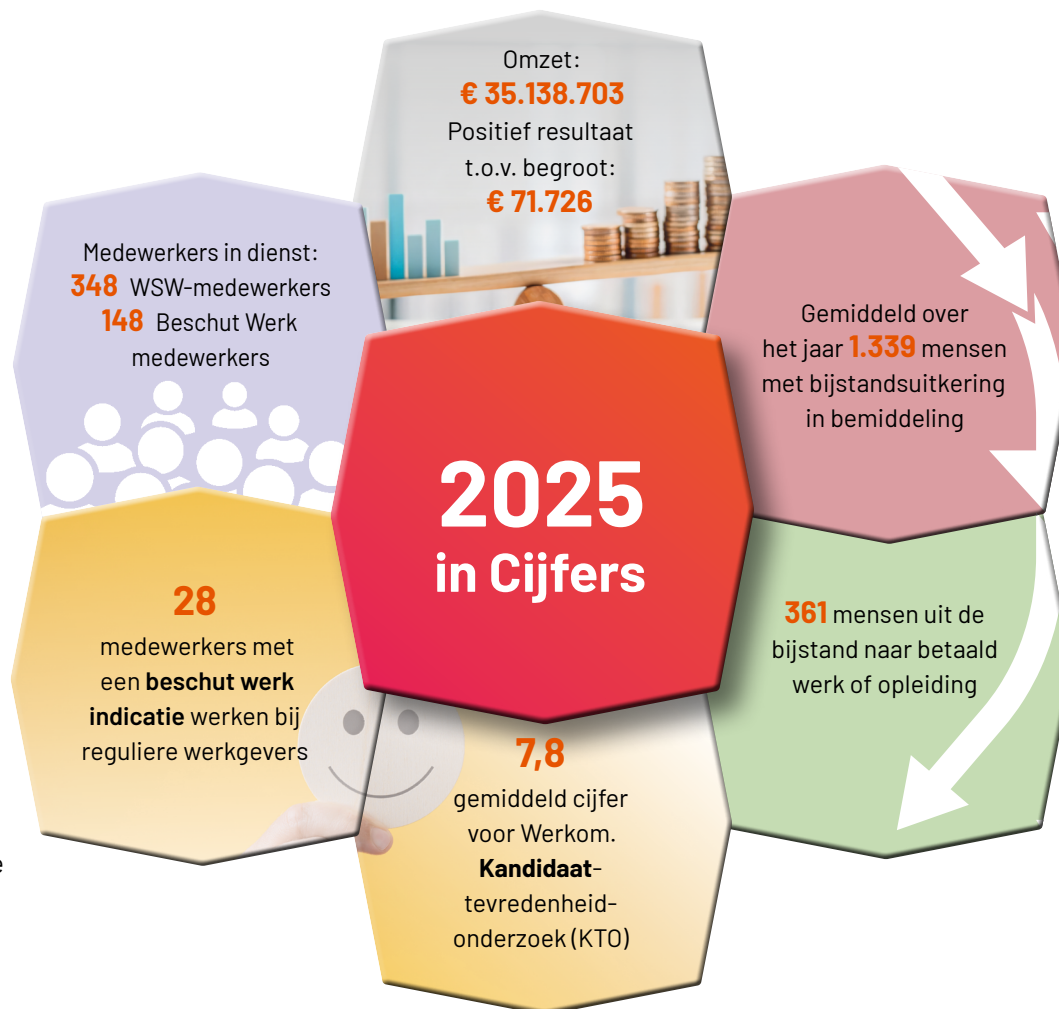 Omzet:
€ 35.138.703
Positief resultaat
t.o.v. begroot:
€ 71.726
Medewerkers in dienst:
348 WSW-medewerkers
148 Beschut Werk
medewerkers
Gemiddeld over
het jaar 1.339 mensen
met bijstandsuitkering
in bemiddeling
2025
in Cijfers
28
medewerkers met
een beschut werk
indicatie werken bij
reguliere werkgevers
361 mensen uit de
bijstand naar betaald
werk of opleiding
7,8
gemiddeld cijfer
voor Werkom.
Kandidaat-
tevredenheid-
onderzoek (KTO)
e